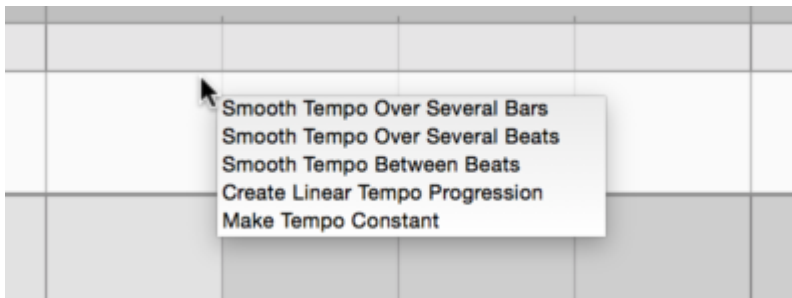 Smooth Tempo Over Several Bars
Smooth Tempo Over Several Beats
Smooth Tempo Between Beats
Create Linear Tempo Progression
Make Tempo Constant